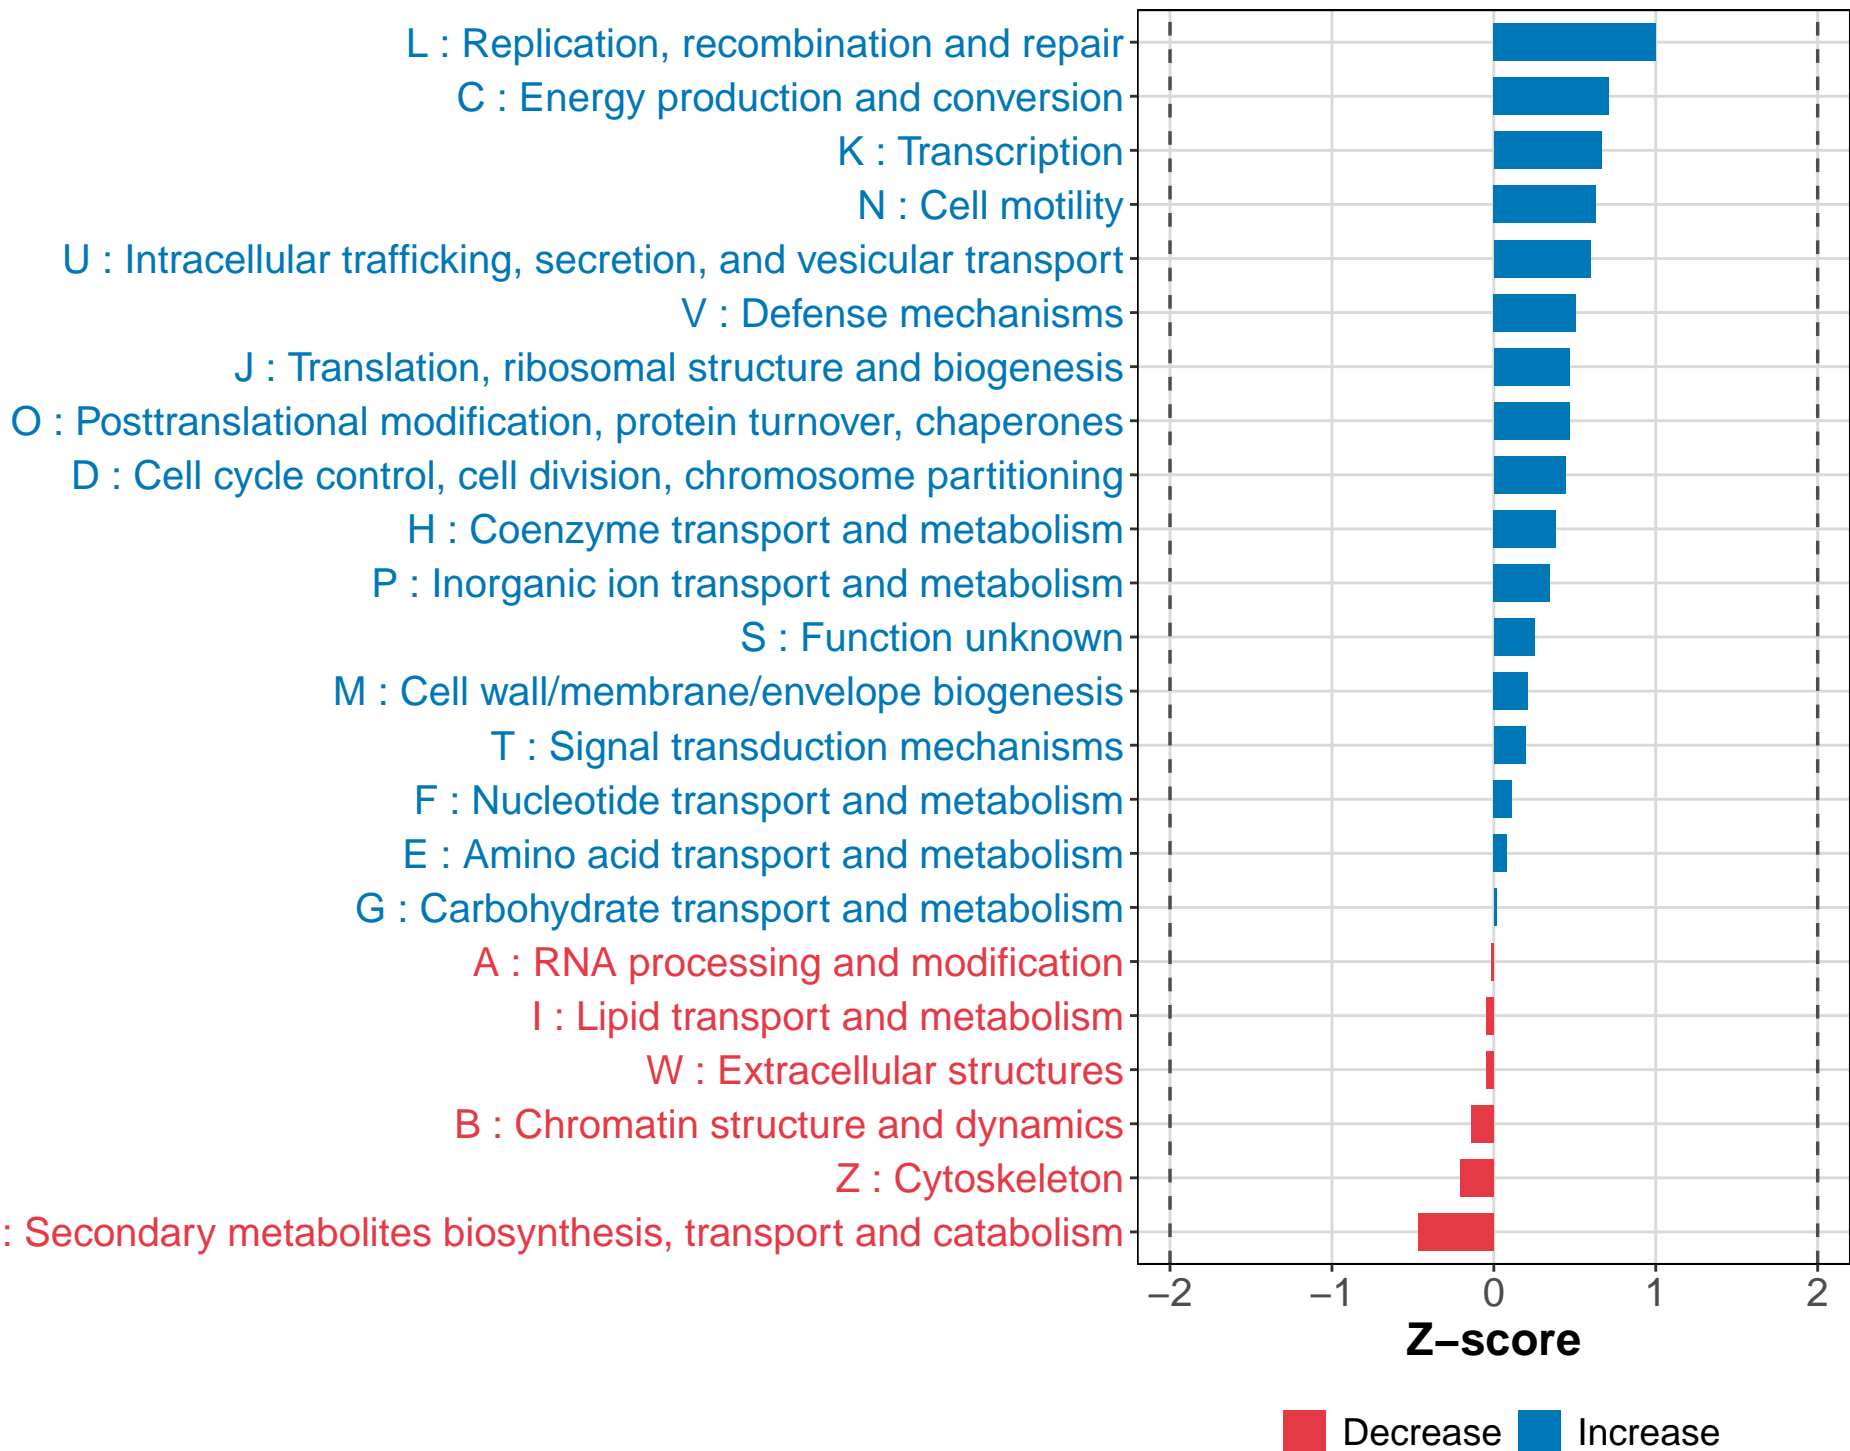 L : Replication, recombination and repair
C : Energy production and conversion
K : Transcription
N : Cell motility
U : Intracellular trafficking, secretion, and vesicular transport
V : Defense mechanisms
J : Translation, ribosomal structure and biogenesis
O : Posttranslational modification, protein turnover, chaperones
D : Cell cycle control, cell division, chromosome partitioning
H : Coenzyme transport and metabolism
P : Inorganic ion transport and metabolism
S : Function unknown
M : Cell wall/membrane/envelope biogenesis
T : Signal transduction mechanisms
F : Nucleotide transport and metabolism
E : Amino acid transport and metabolism
G : Carbohydrate transport and metabolism
A : RNA processing and modification
I : Lipid transport and metabolism
W : Extracellular structures
B : Chromatin structure and dynamics
Z : Cytoskeleton
: Secondary metabolites biosynthesis, transport and catabolism
−2 −1 0 1 2
Z−score
Decrease Increase